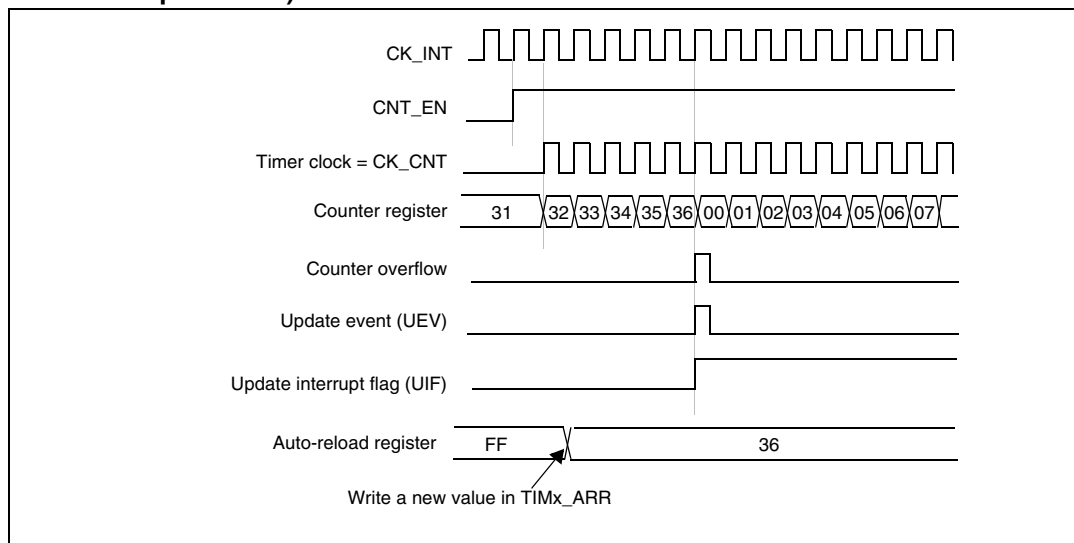 CK_INT
CNT_EN
Timer clock = CK_CNT
Counter register 31 32 33 34 35 36 00 01 02 03 04 05 06 07
Counter overflow
Update event (UEV)
Update interrupt flag (UIF)
Auto-reload register FF 36
Write a new value in TIMx_ARR